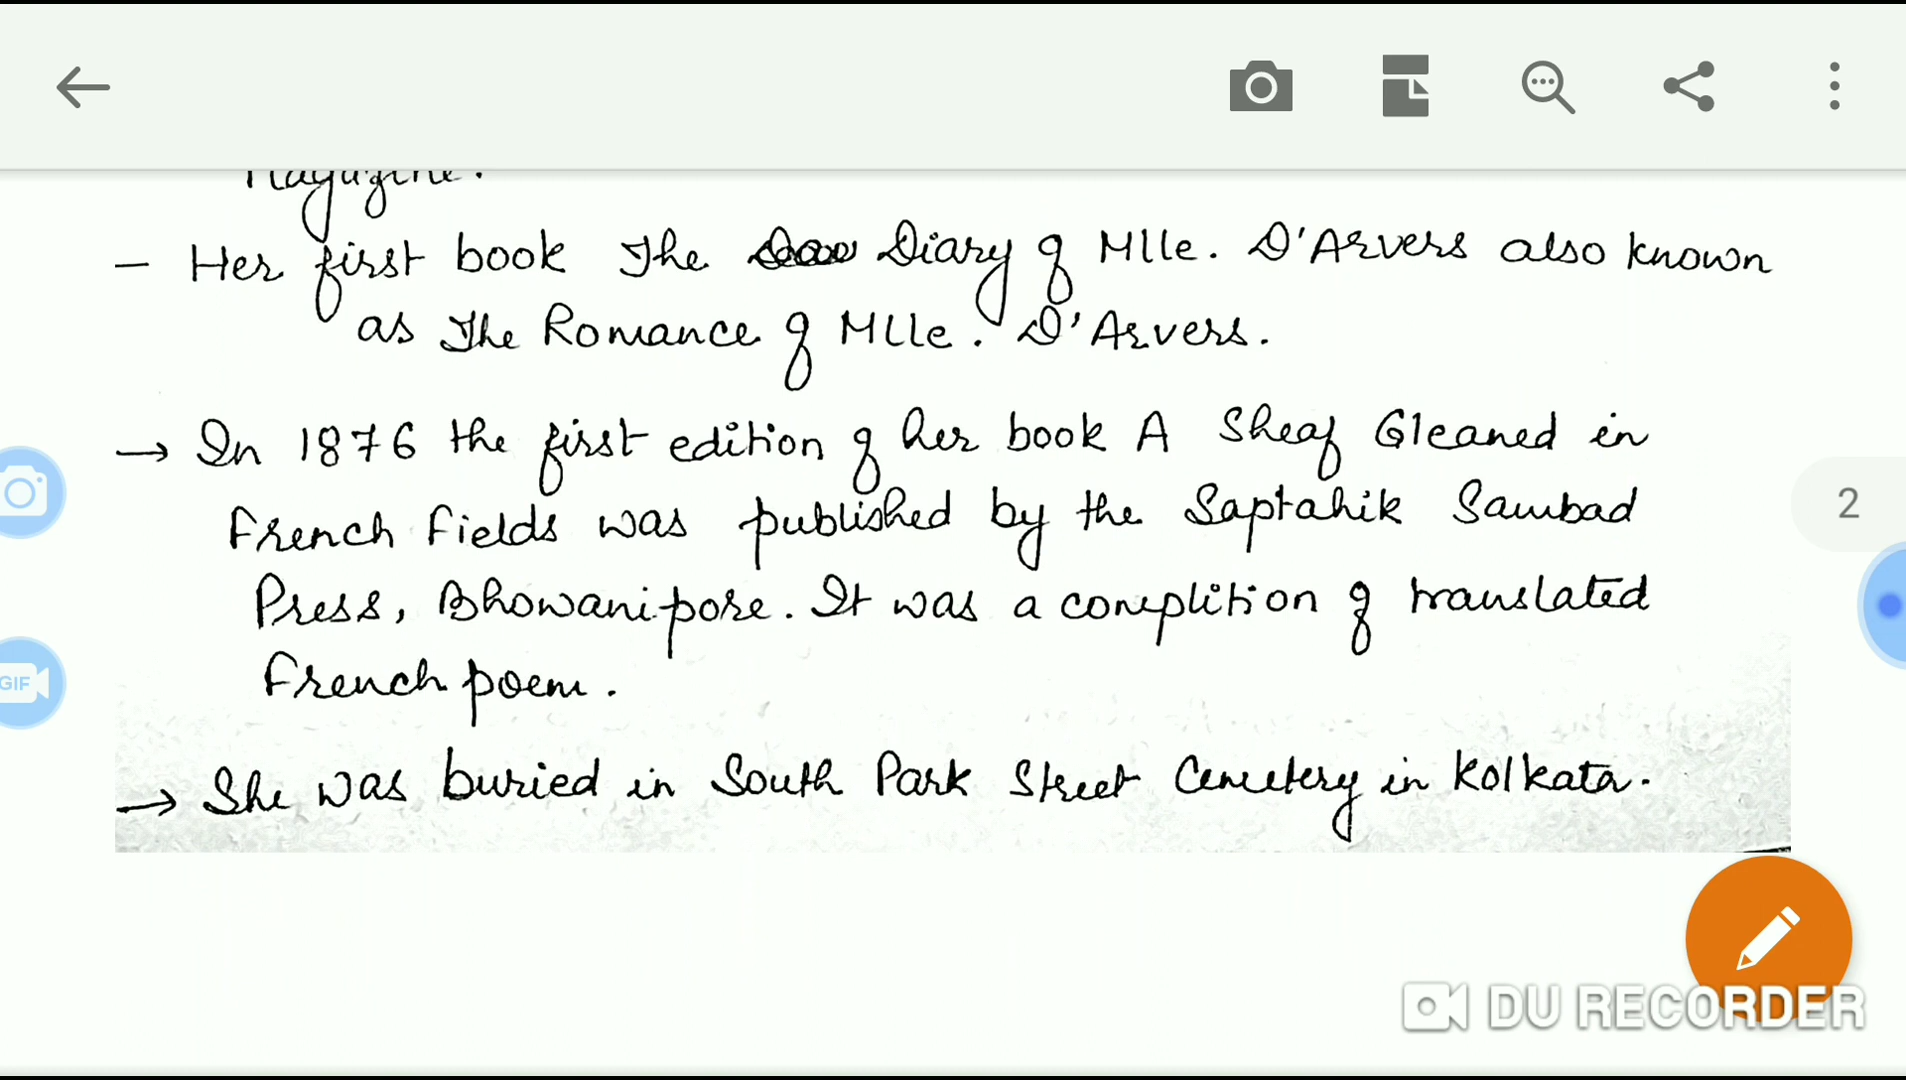 Magazine.
- Her first book The Diary of Mlle. D'Arvers also known
as The Romance of Mlle. D'Arvers.
→ In 1876 the first edition of her book A Sheaf Gleaned in
French Fields was published by the Saptahik Sambad
2
Press, Bhowanipore. It was a complition of translated
French poem.
GIF
→ She was buried in South Park Street Cemetery in Kolkata.
DU RECORDER